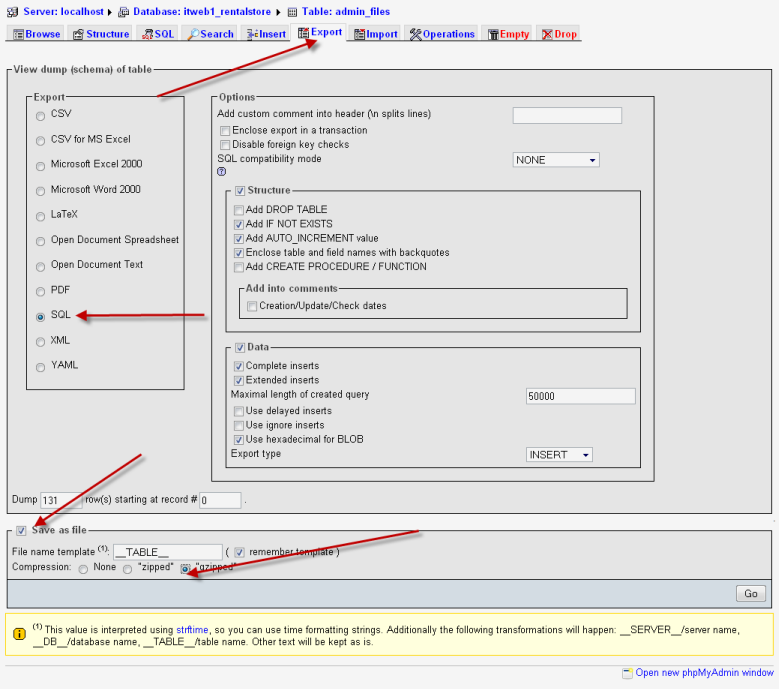 Server: localhost ▸ Database: itweb1_rentalstore ▸ Table: admin_files
Browse Structure SQL Search Insert Export Import Operations Empty Drop
View dump (schema) of table
Export
CSV
CSV for MS Excel
Microsoft Excel 2000
Microsoft Word 2000
LaTeX
Open Document Spreadsheet
Open Document Text
PDF
SQL
XML
YAML
Options
Add custom comment into header (\n splits lines)
Enclose export in a transaction
Disable foreign key checks
SQL compatibility mode NONE
Structure
Add DROP TABLE
Add IF NOT EXISTS
Add AUTO_INCREMENT value
Enclose table and field names with backquotes
Add CREATE PROCEDURE / FUNCTION
Add into comments
Creation/Update/Check dates
Data
Complete inserts
Extended inserts
Maximal length of created query 50000
Use delayed inserts
Use ignore inserts
Use hexadecimal for BLOB
Export type INSERT
Dump 131 row(s) starting at record # 0 .
Save as file
File name template (1): __TABLE__ ( remember template )
Compression: None "zipped" "gzipped"
Go
(1) This value is interpreted using strftime, so you can use time formatting strings. Additionally the following transformations will happen: __SERVER__/server name,
__DB__/database name, __TABLE__/table name. Other text will be kept as is.
Open new phpMyAdmin window